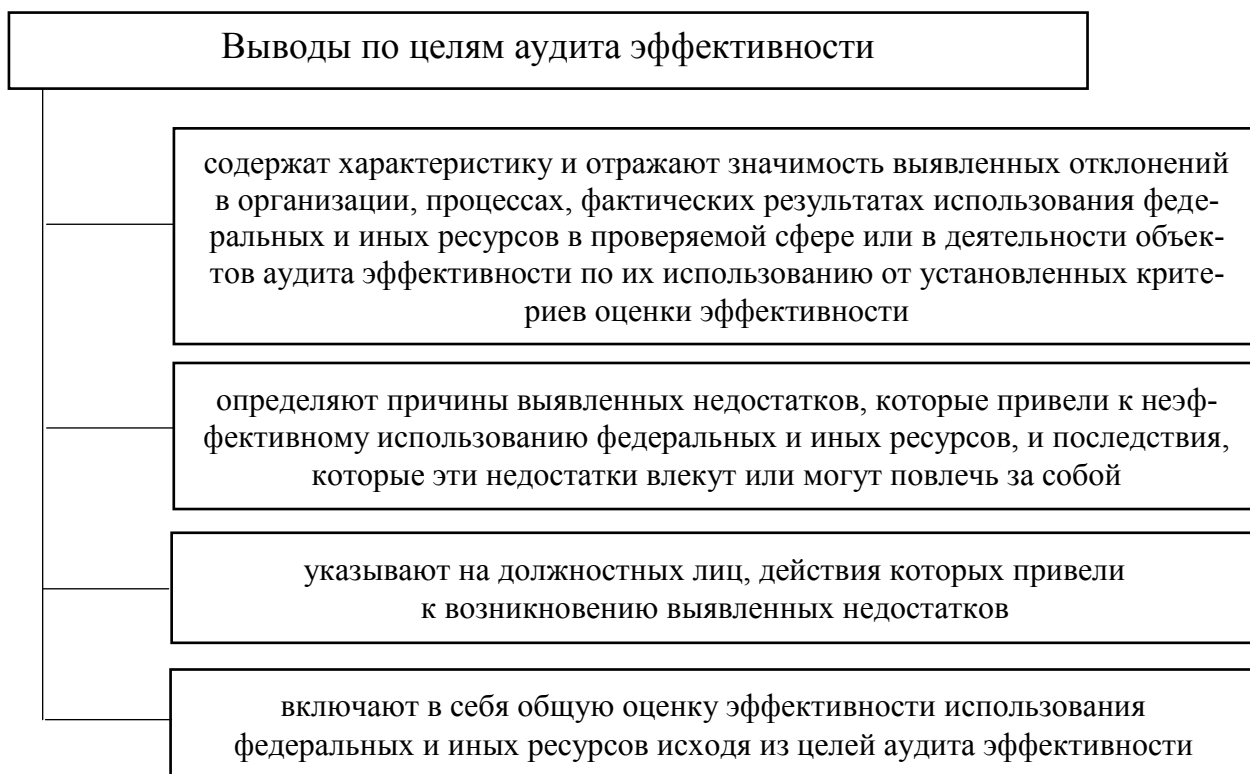 Выводы по целям аудита эффективности
содержат характеристику и отражают значимость выявленных отклонений
в организации, процессах, фактических результатах использования феде-
ральных и иных ресурсов в проверяемой сфере или в деятельности объек-
тов аудита эффективности по их использованию от установленных крите-
риев оценки эффективности
определяют причины выявленных недостатков, которые привели к неэф-
фективному использованию федеральных и иных ресурсов, и последствия,
которые эти недостатки влекут или могут повлечь за собой
указывают на должностных лиц, действия которых привели
к возникновению выявленных недостатков
включают в себя общую оценку эффективности использования
федеральных и иных ресурсов исходя из целей аудита эффективности